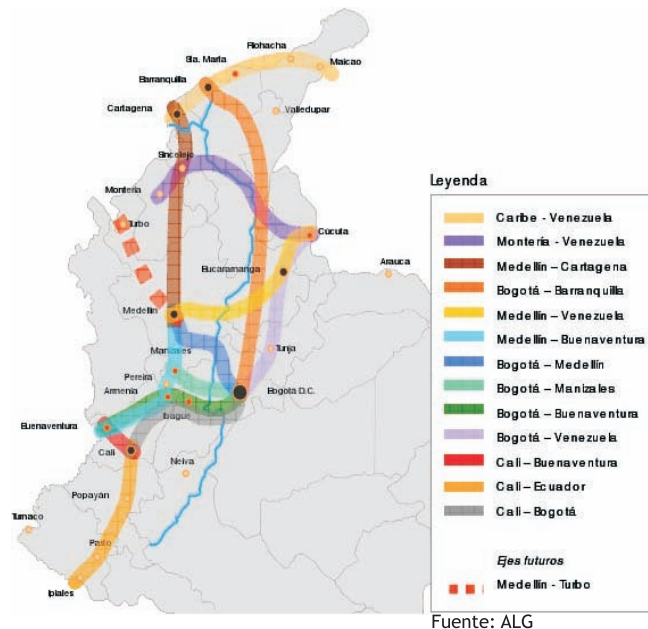 Riohacha
Sta. Marta
Maicao
Barranquilla
Cartagena
Valledupar
Sincelejo
Montería
Turbo
Cúcuta
Bucaramanga
Arauca
Medellín
Manizales
Tunja
Pereira
Armenia
Bogotá D.C.
Ibagué
Buenaventura
Cali
Neiva
Popayán
Tumaco
Pasto
Ipiales
Leyenda
Caribe - Venezuela
Montería - Venezuela
Medellín – Cartagena
Bogotá – Barranquilla
Medellín – Venezuela
Medellín – Buenaventura
Bogotá – Medellín
Bogotá – Manizales
Bogotá – Buenaventura
Bogotá – Venezuela
Cali – Buenaventura
Cali – Ecuador
Cali – Bogotá
Ejes futuros
Medellín - Turbo
Fuente: ALG